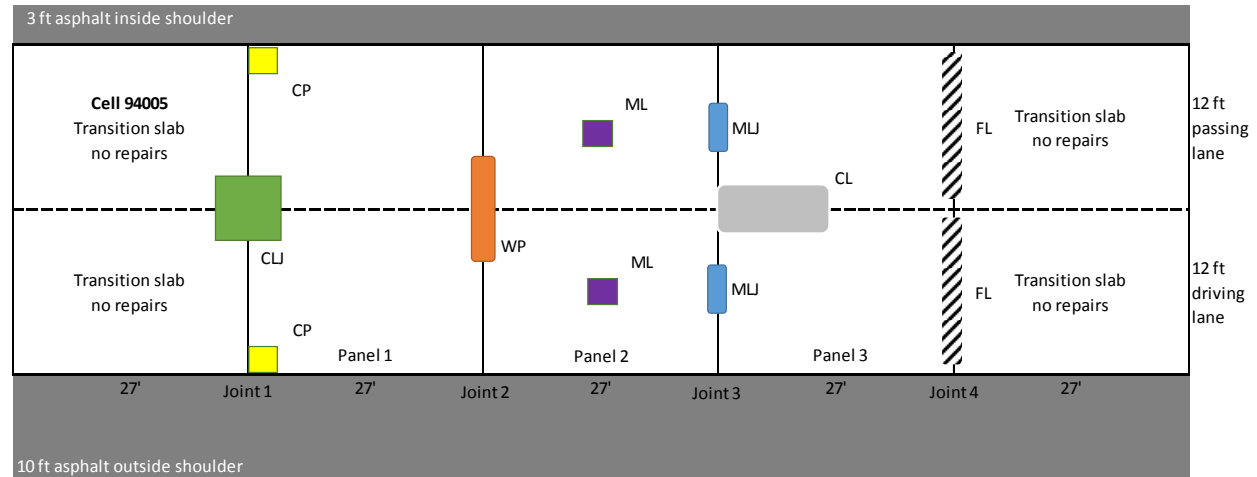 3 ft asphalt inside shoulder
CP
Cell 94005
Transition slab
no repairs
ML
MLJ
FL
Transition slab
no repairs
12 ft
passing
lane
CL
WP
CLJ
ML
Transition slab
no repairs
MLJ
FL
Transition slab
no repairs
12 ft
driving
lane
CP
Panel 1
Panel 2
Panel 3
27'
Joint 1
27'
Joint 2
27'
Joint 3
27'
Joint 4
27'
10 ft asphalt outside shoulder